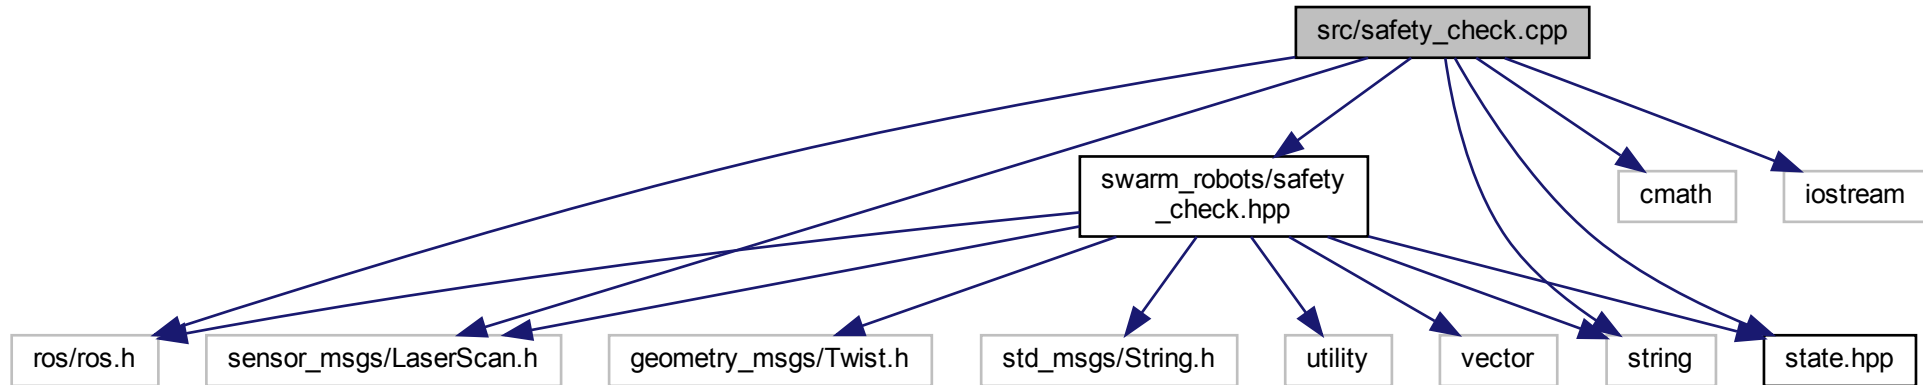 src/safety_check.cpp
swarm_robots/safety
_check.hpp
cmath
iostream
ros/ros.h
sensor_msgs/LaserScan.h
geometry_msgs/Twist.h
std_msgs/String.h
utility
vector
string
state.hpp